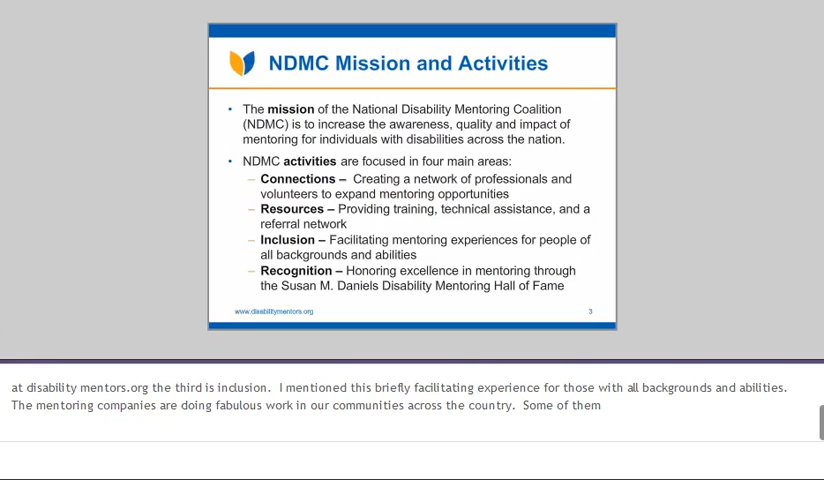 NDMC Mission and Activities
• The mission of the National Disability Mentoring Coalition
(NDMC) is to increase the awareness, quality and impact of
mentoring for individuals with disabilities across the nation.
• NDMC activities are focused in four main areas:
– Connections – Creating a network of professionals and
volunteers to expand mentoring opportunities
– Resources – Providing training, technical assistance, and a
referral network
– Inclusion – Facilitating mentoring experiences for people of
all backgrounds and abilities
– Recognition – Honoring excellence in mentoring through
the Susan M. Daniels Disability Mentoring Hall of Fame
www.disabilitymentors.org
3
at disability mentors.org the third is inclusion.  I mentioned this briefly facilitating experience for those with all backgrounds and abilities.
The mentoring companies are doing fabulous work in our communities across the country.  Some of them